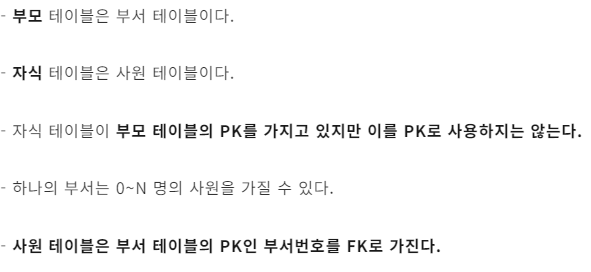 - 부모 테이블은 부서 테이블이다.
- 자식 테이블은 사원 테이블이다.
- 자식 테이블이 부모 테이블의 PK를 가지고 있지만 이를 PK로 사용하지는 않는다.
- 하나의 부서는 0~N 명의 사원을 가질 수 있다.
- 사원 테이블은 부서 테이블의 PK인 부서번호를 FK로 가진다.